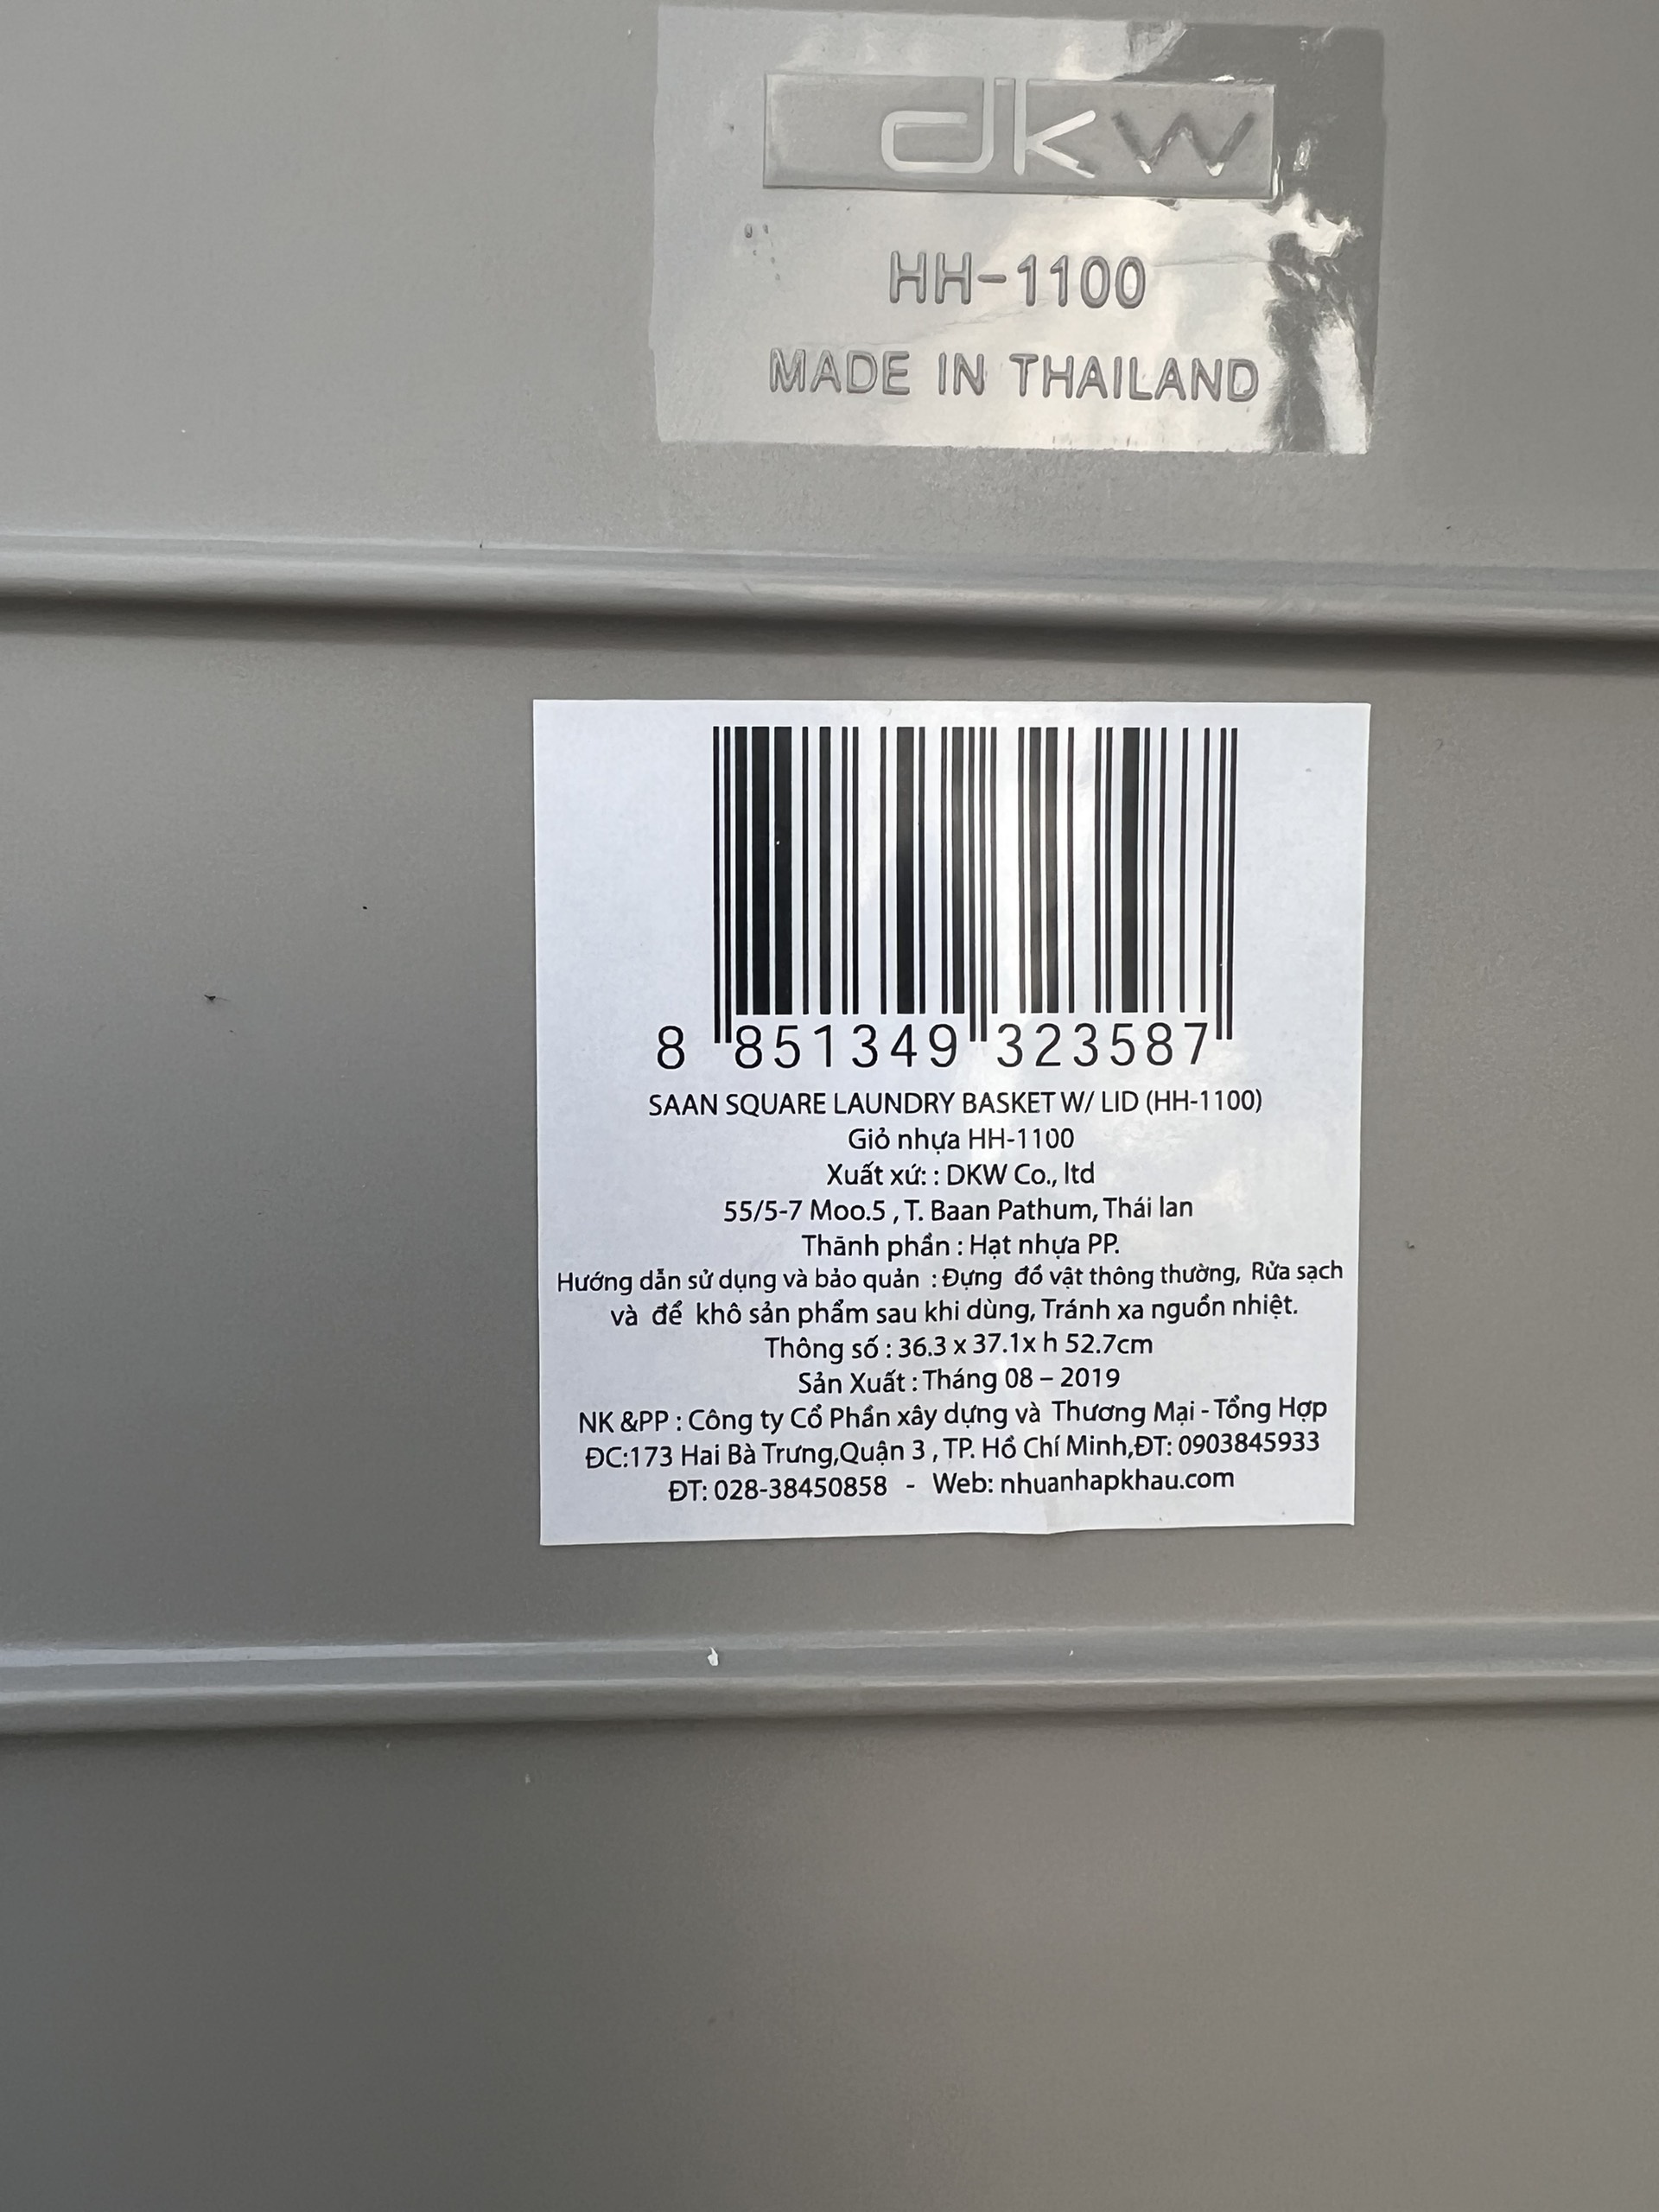 dkw
HH-1100
MADE IN THAILAND
8 851349 323587
SAAN SQUARE LAUNDRY BASKET W/ LID (HH-1100)
Giỏ nhựa HH-1100
Xuất xứ: : DKW Co., ltd
55/5-7 Moo.5 , T. Baan Pathum, Thái lan
Thãnh phần : Hạt nhựa PP.
Hướng dẫn sử dụng và bảo quản : Đựng đồ vật thông thường, Rửa sạch
và để khô sản phẩm sau khi dùng, Tránh xa nguồn nhiệt.
Thông số : 36.3 x 37.1x h 52.7cm
Sản Xuất : Tháng 08 – 2019
NK &PP : Công ty Cổ Phần xây dựng và Thương Mại - Tổng Hợp
ĐC:173 Hai Bà Trưng,Quận 3 , TP. Hồ Chí Minh,ĐT: 0903845933
ĐT: 028-38450858 - Web: nhuanhapkhau.com